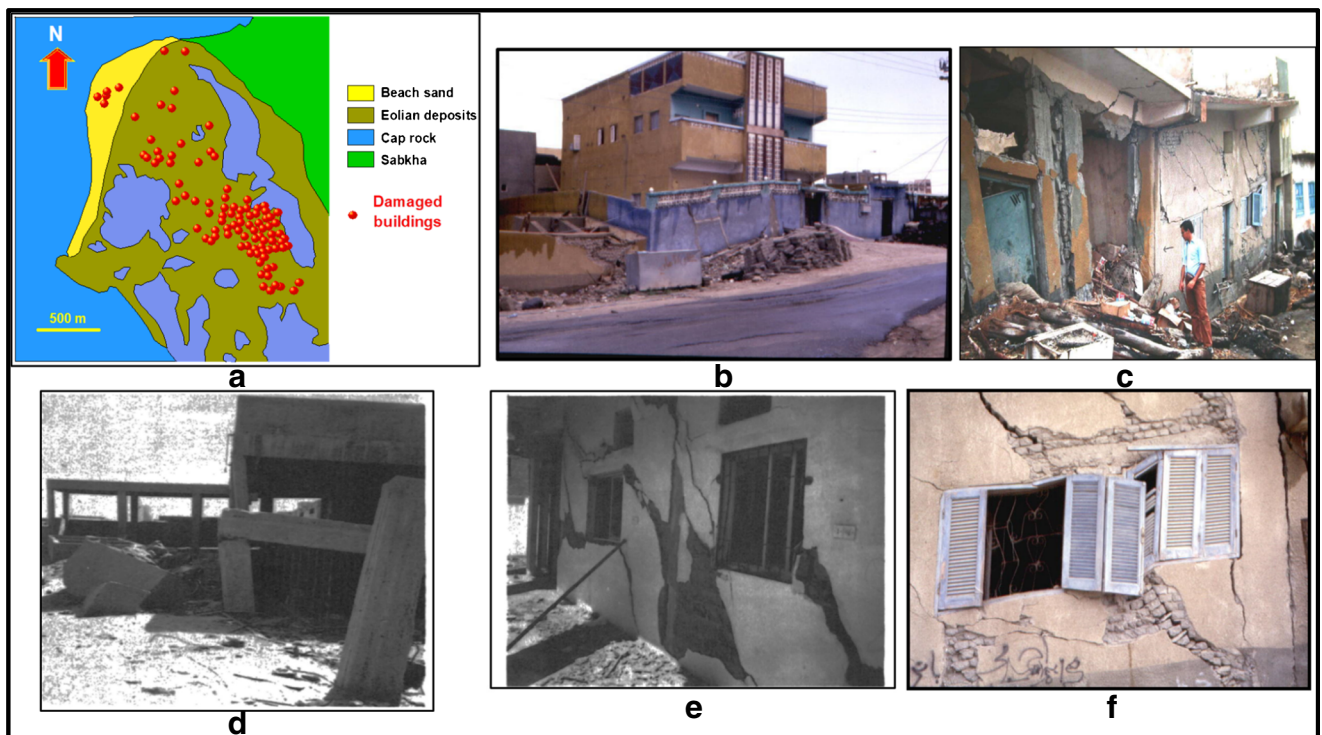 N
Beach sand
Eolian deposits
Cap rock
Sabkha
Damaged
buildings
500 m
a
b
c
d
e
f